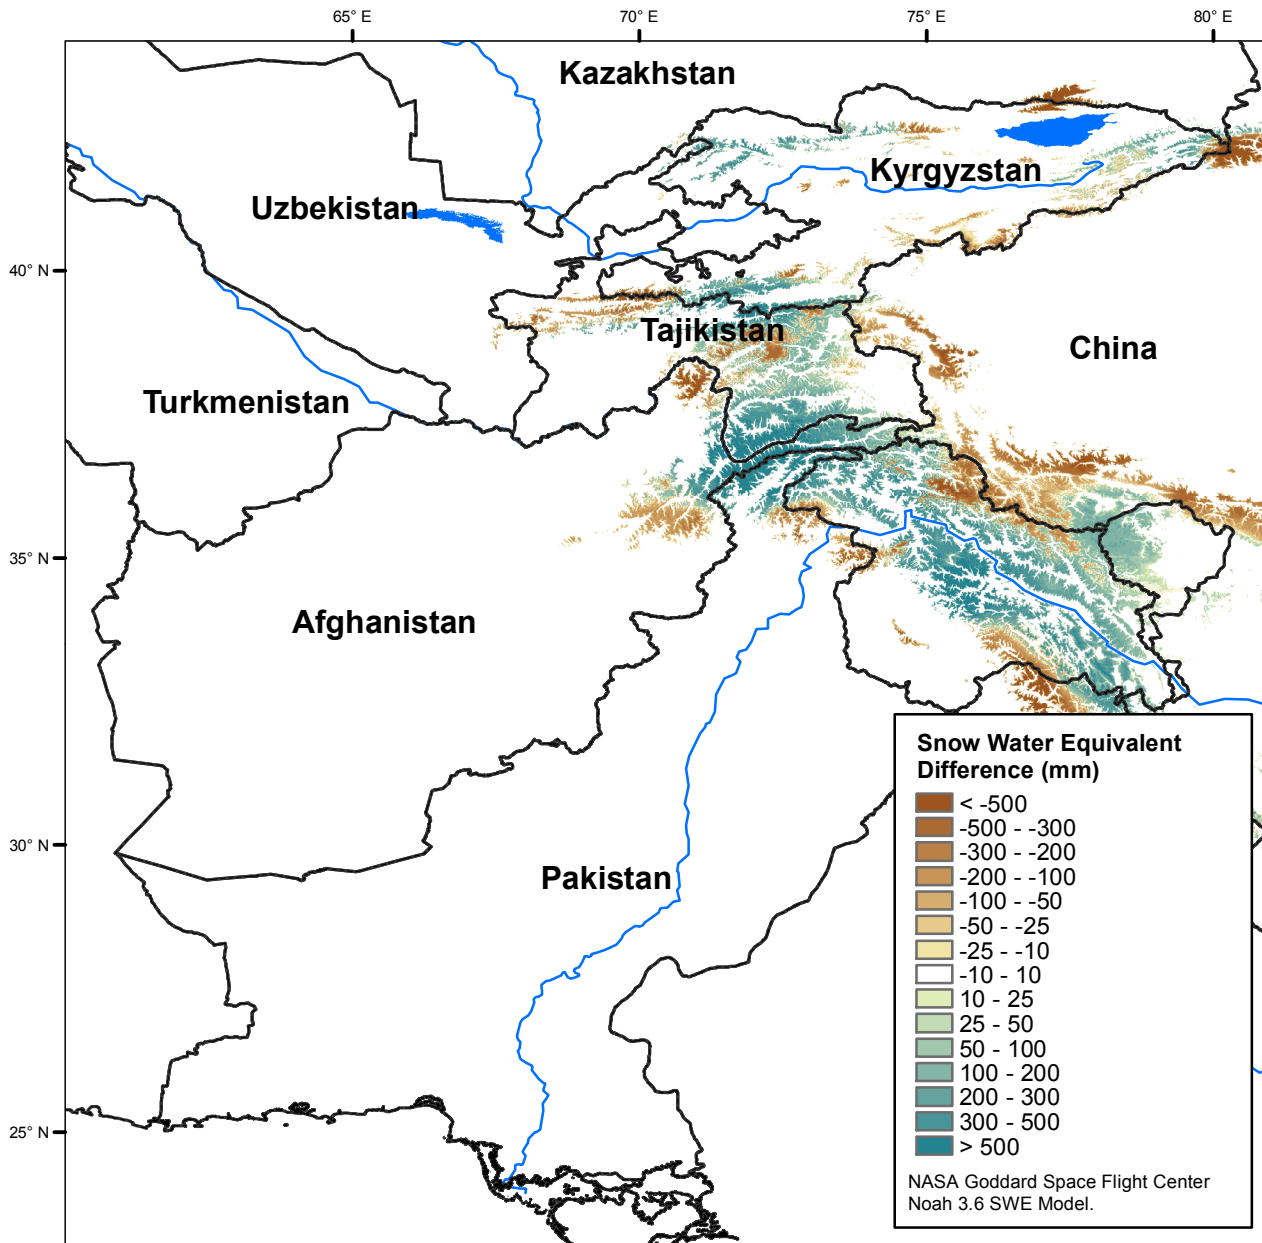 65° E
70° E
75° E
80° E
Kazakhstan
Kyrgyzstan
Uzbekistan
40° N
Tajikistan
China
Turkmenistan
35° N
Afghanistan
30° N
Pakistan
25° N
Snow Water Equivalent
Difference (mm)
< -500
-500 - -300
-300 - -200
-200 - -100
-100 - -50
-50 - -25
-25 - -10
-10 - 10
10 - 25
25 - 50
50 - 100
100 - 200
200 - 300
300 - 500
> 500
NASA Goddard Space Flight Center
Noah 3.6 SWE Model.